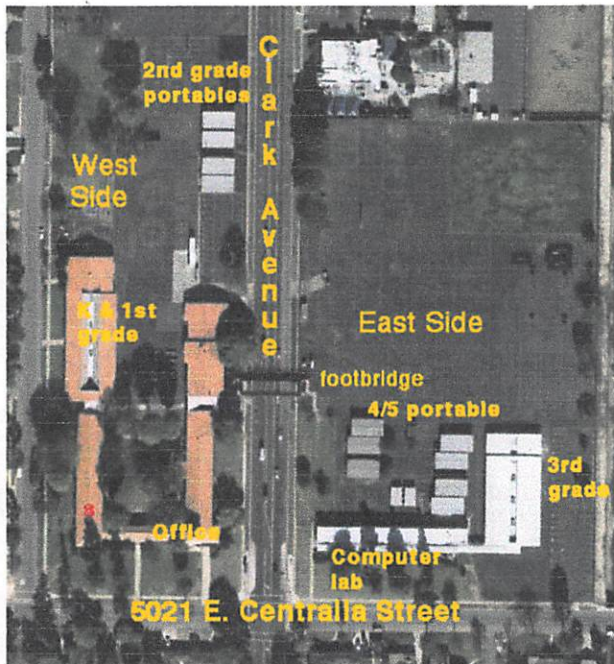 Clark Avenue
2nd grade
portables
West
Side
K & 1st
grade
East Side
footbridge
4/5 portable
3rd
grade
S
Office
Computer
lab
5021 E. Centralia Street